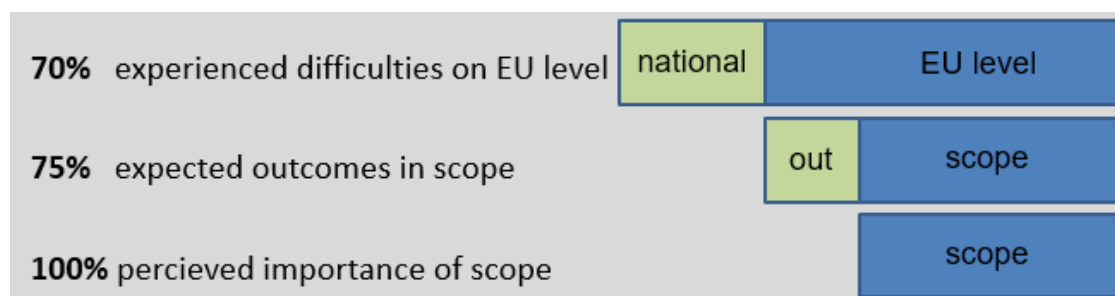 70% experienced difficulties on EU level national EU level
75% expected outcomes in scope out scope
100% percieved importance of scope scope